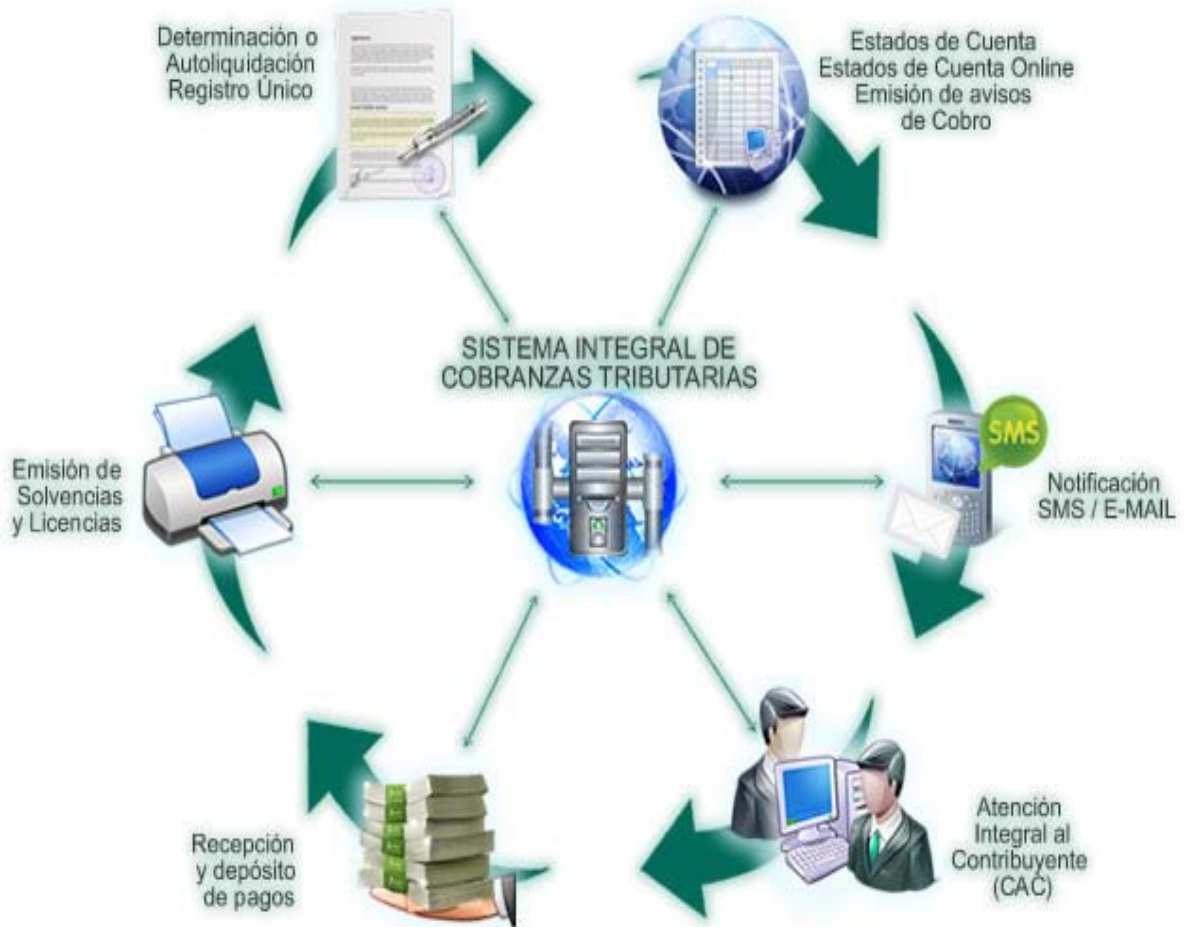 Determinación o
Autoliquidación
Registro Único
Estados de Cuenta
Estados de Cuenta Online
Emisión de avisos
de Cobro
SISTEMA INTEGRAL DE
COBRANZAS TRIBUTARIAS
SMS
Notificación
SMS / E-MAIL
Emisión de
Solvencias
y Licencias
Atención
Integral al
Contribuyente
(CAC)
Recepción
y depósito
de pagos